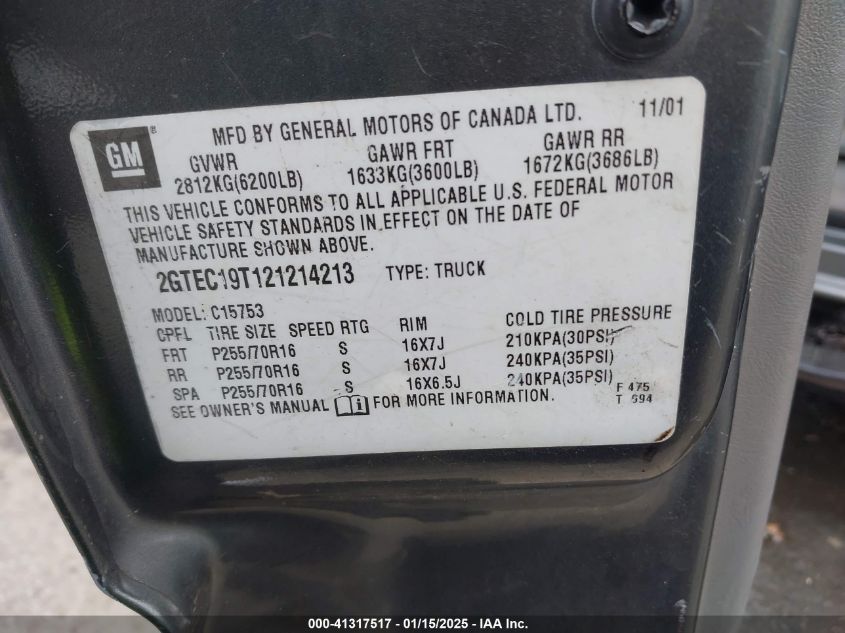 GM ®
MFD BY GENERAL MOTORS OF CANADA LTD. 11/01
GVWR GAWR FRT GAWR RR
2812KG(6200LB) 1633KG(3600LB) 1672KG(3686LB)
THIS VEHICLE CONFORMS TO ALL APPLICABLE U.S. FEDERAL MOTOR
VEHICLE SAFETY STANDARDS IN EFFECT ON THE DATE OF
MANUFACTURE SHOWN ABOVE.
2GTEC19T121214213 TYPE: TRUCK
MODEL: C15753
CPFL TIRE SIZE SPEED RTG RIM COLD TIRE PRESSURE
FRT P255/70R16 S 16X7J 210KPA(30PSI)
RR P255/70R16 S 16X7J 240KPA(35PSI)
SPA P255/70R16 S 16X6.5J 240KPA(35PSI)
SEE OWNER'S MANUAL FOR MORE INFORMATION.
F 475
T 694
000-41317517 - 01/15/2025 - IAA Inc.